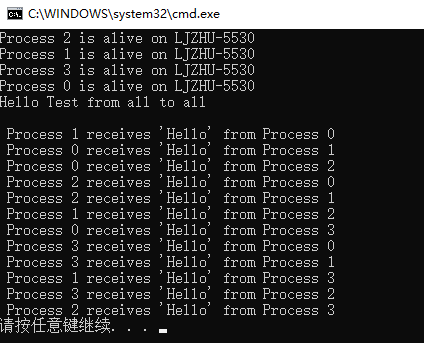 C:\WINDOWS\system32\cmd.exe
Process 2 is alive on LJZHU-5530
Process 1 is alive on LJZHU-5530
Process 3 is alive on LJZHU-5530
Process 0 is alive on LJZHU-5530
Hello Test from all to all
Process 1 receives 'Hello' from Process 0
Process 0 receives 'Hello' from Process 1
Process 0 receives 'Hello' from Process 2
Process 2 receives 'Hello' from Process 0
Process 2 receives 'Hello' from Process 1
Process 1 receives 'Hello' from Process 2
Process 0 receives 'Hello' from Process 3
Process 3 receives 'Hello' from Process 0
Process 3 receives 'Hello' from Process 1
Process 1 receives 'Hello' from Process 3
Process 3 receives 'Hello' from Process 2
Process 2 receives 'Hello' from Process 3
请按任意键继续. . .